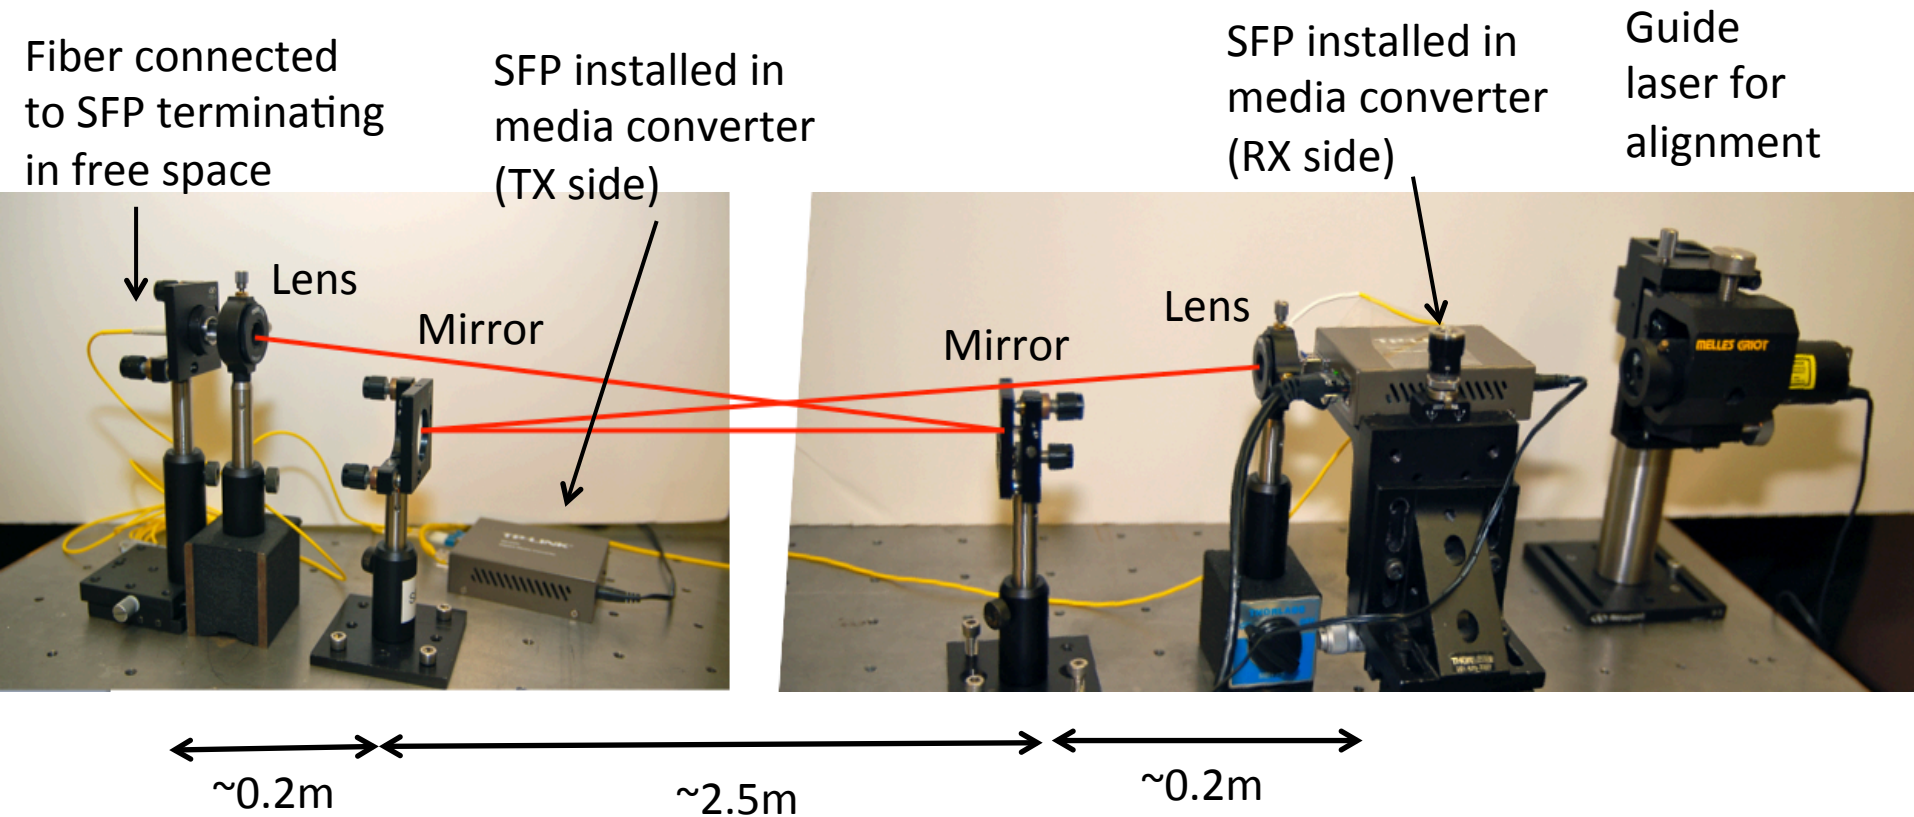 Fiber connected
to SFP terminating
in free space
SFP installed in
media converter
(TX side)
SFP installed in
media converter
(RX side)
Guide
laser for
alignment
Lens
Mirror
Mirror
Lens
MELLES GRIOT
TP-LINK
~0.2m
~2.5m
~0.2m